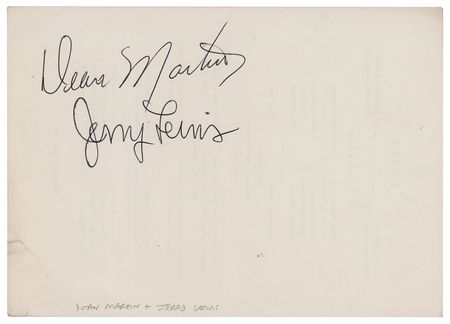 Dean Martin
Jerry Lewis
DEAN MARTIN + JERRY LEWIS